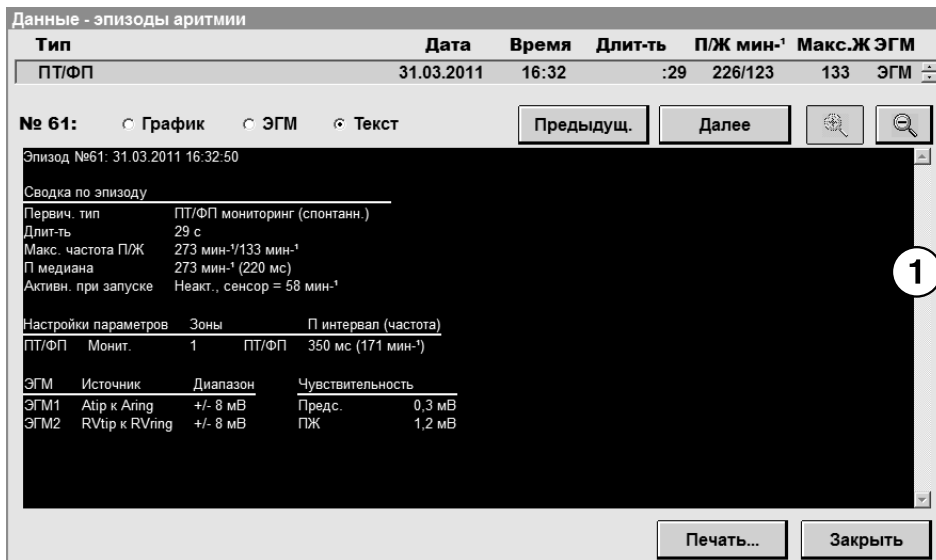 Данные - эпизоды аритмии
Тип Дата Время Длит-ть П/Ж мин-¹ Макс.Ж ЭГМ
ПТ/ФП 31.03.2011 16:32 :29 226/123 133 ЭГМ
№ 61: График ЭГМ Текст Предыдущ. Далее
Эпизод №61: 31.03.2011 16:32:50
Сводка по эпизоду
Первич. тип ПТ/ФП мониторинг (спонтанн.)
Длит-ть 29 с
Макс. частота П/Ж 273 мин-¹/133 мин-¹
П медиана 273 мин-¹ (220 мс)
Активн. при запуске Неакт., сенсор = 58 мин-¹
1
Настройки параметров Зоны П интервал (частота)
ПТ/ФП Монит. 1 ПТ/ФП 350 мс (171 мин-¹)
ЭГМ Источник Диапазон Чувствительность
ЭГМ1 Atip к Aring +/- 8 мВ Предс. 0,3 мВ
ЭГМ2 RVtip к RVring +/- 8 мВ ПЖ 1,2 мВ
Печать... Закрыть